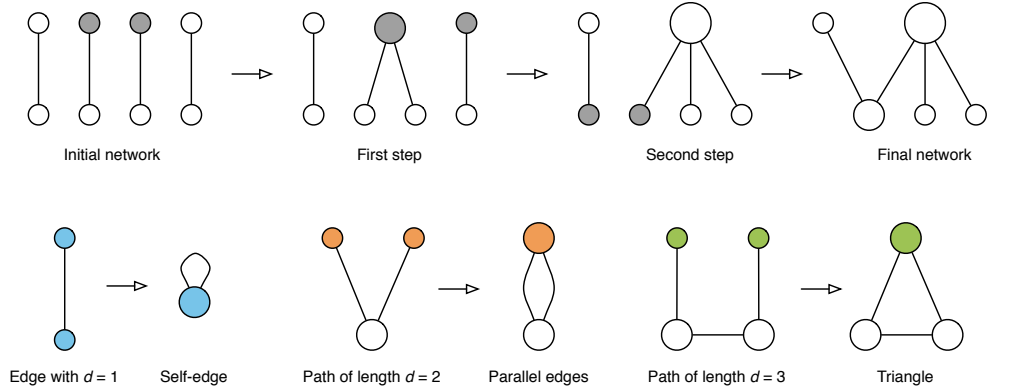 Initial network
First step
Second step
Final network
Edge with d = 1
Self-edge
Path of length d = 2
Parallel edges
Path of length d = 3
Triangle